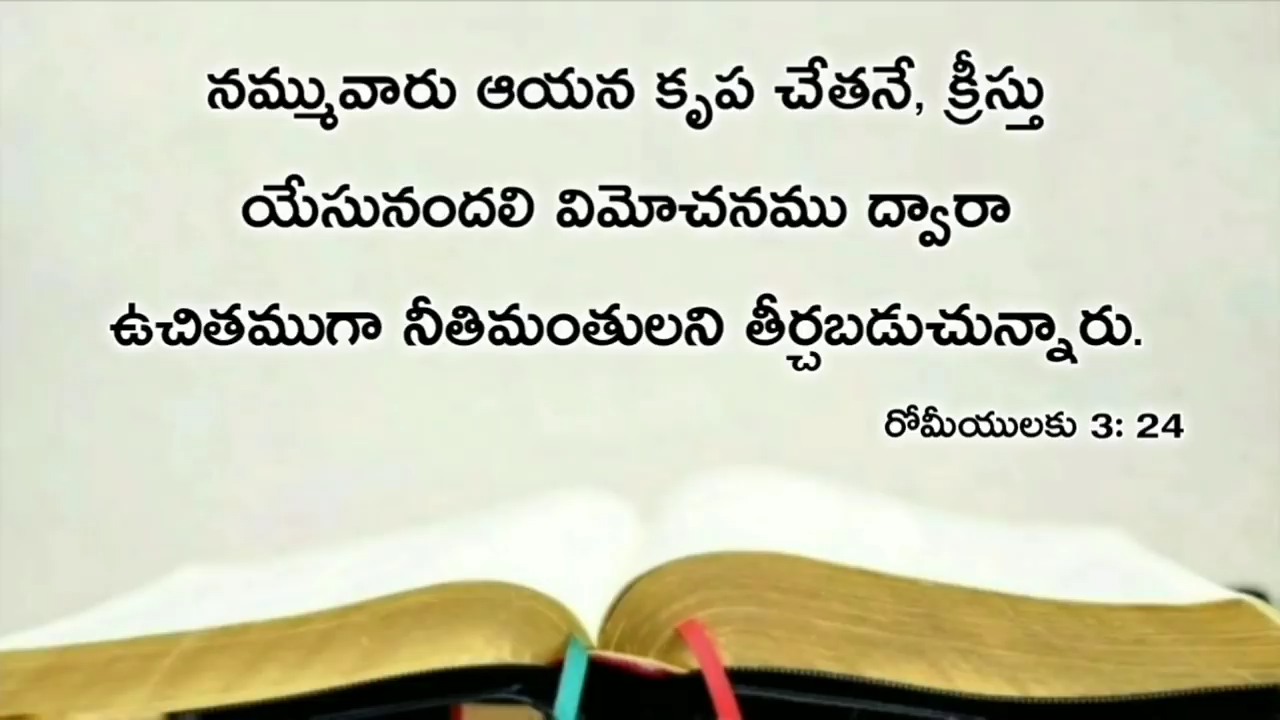 నమ్మువారు ఆయన కృప చేతనే, క్రీస్తు
యేసునందలి విమోచనము ద్వారా
ఉచితముగా నీతిమంతులని తీర్చబడుచున్నారు.
రోమీయులకు 3: 24